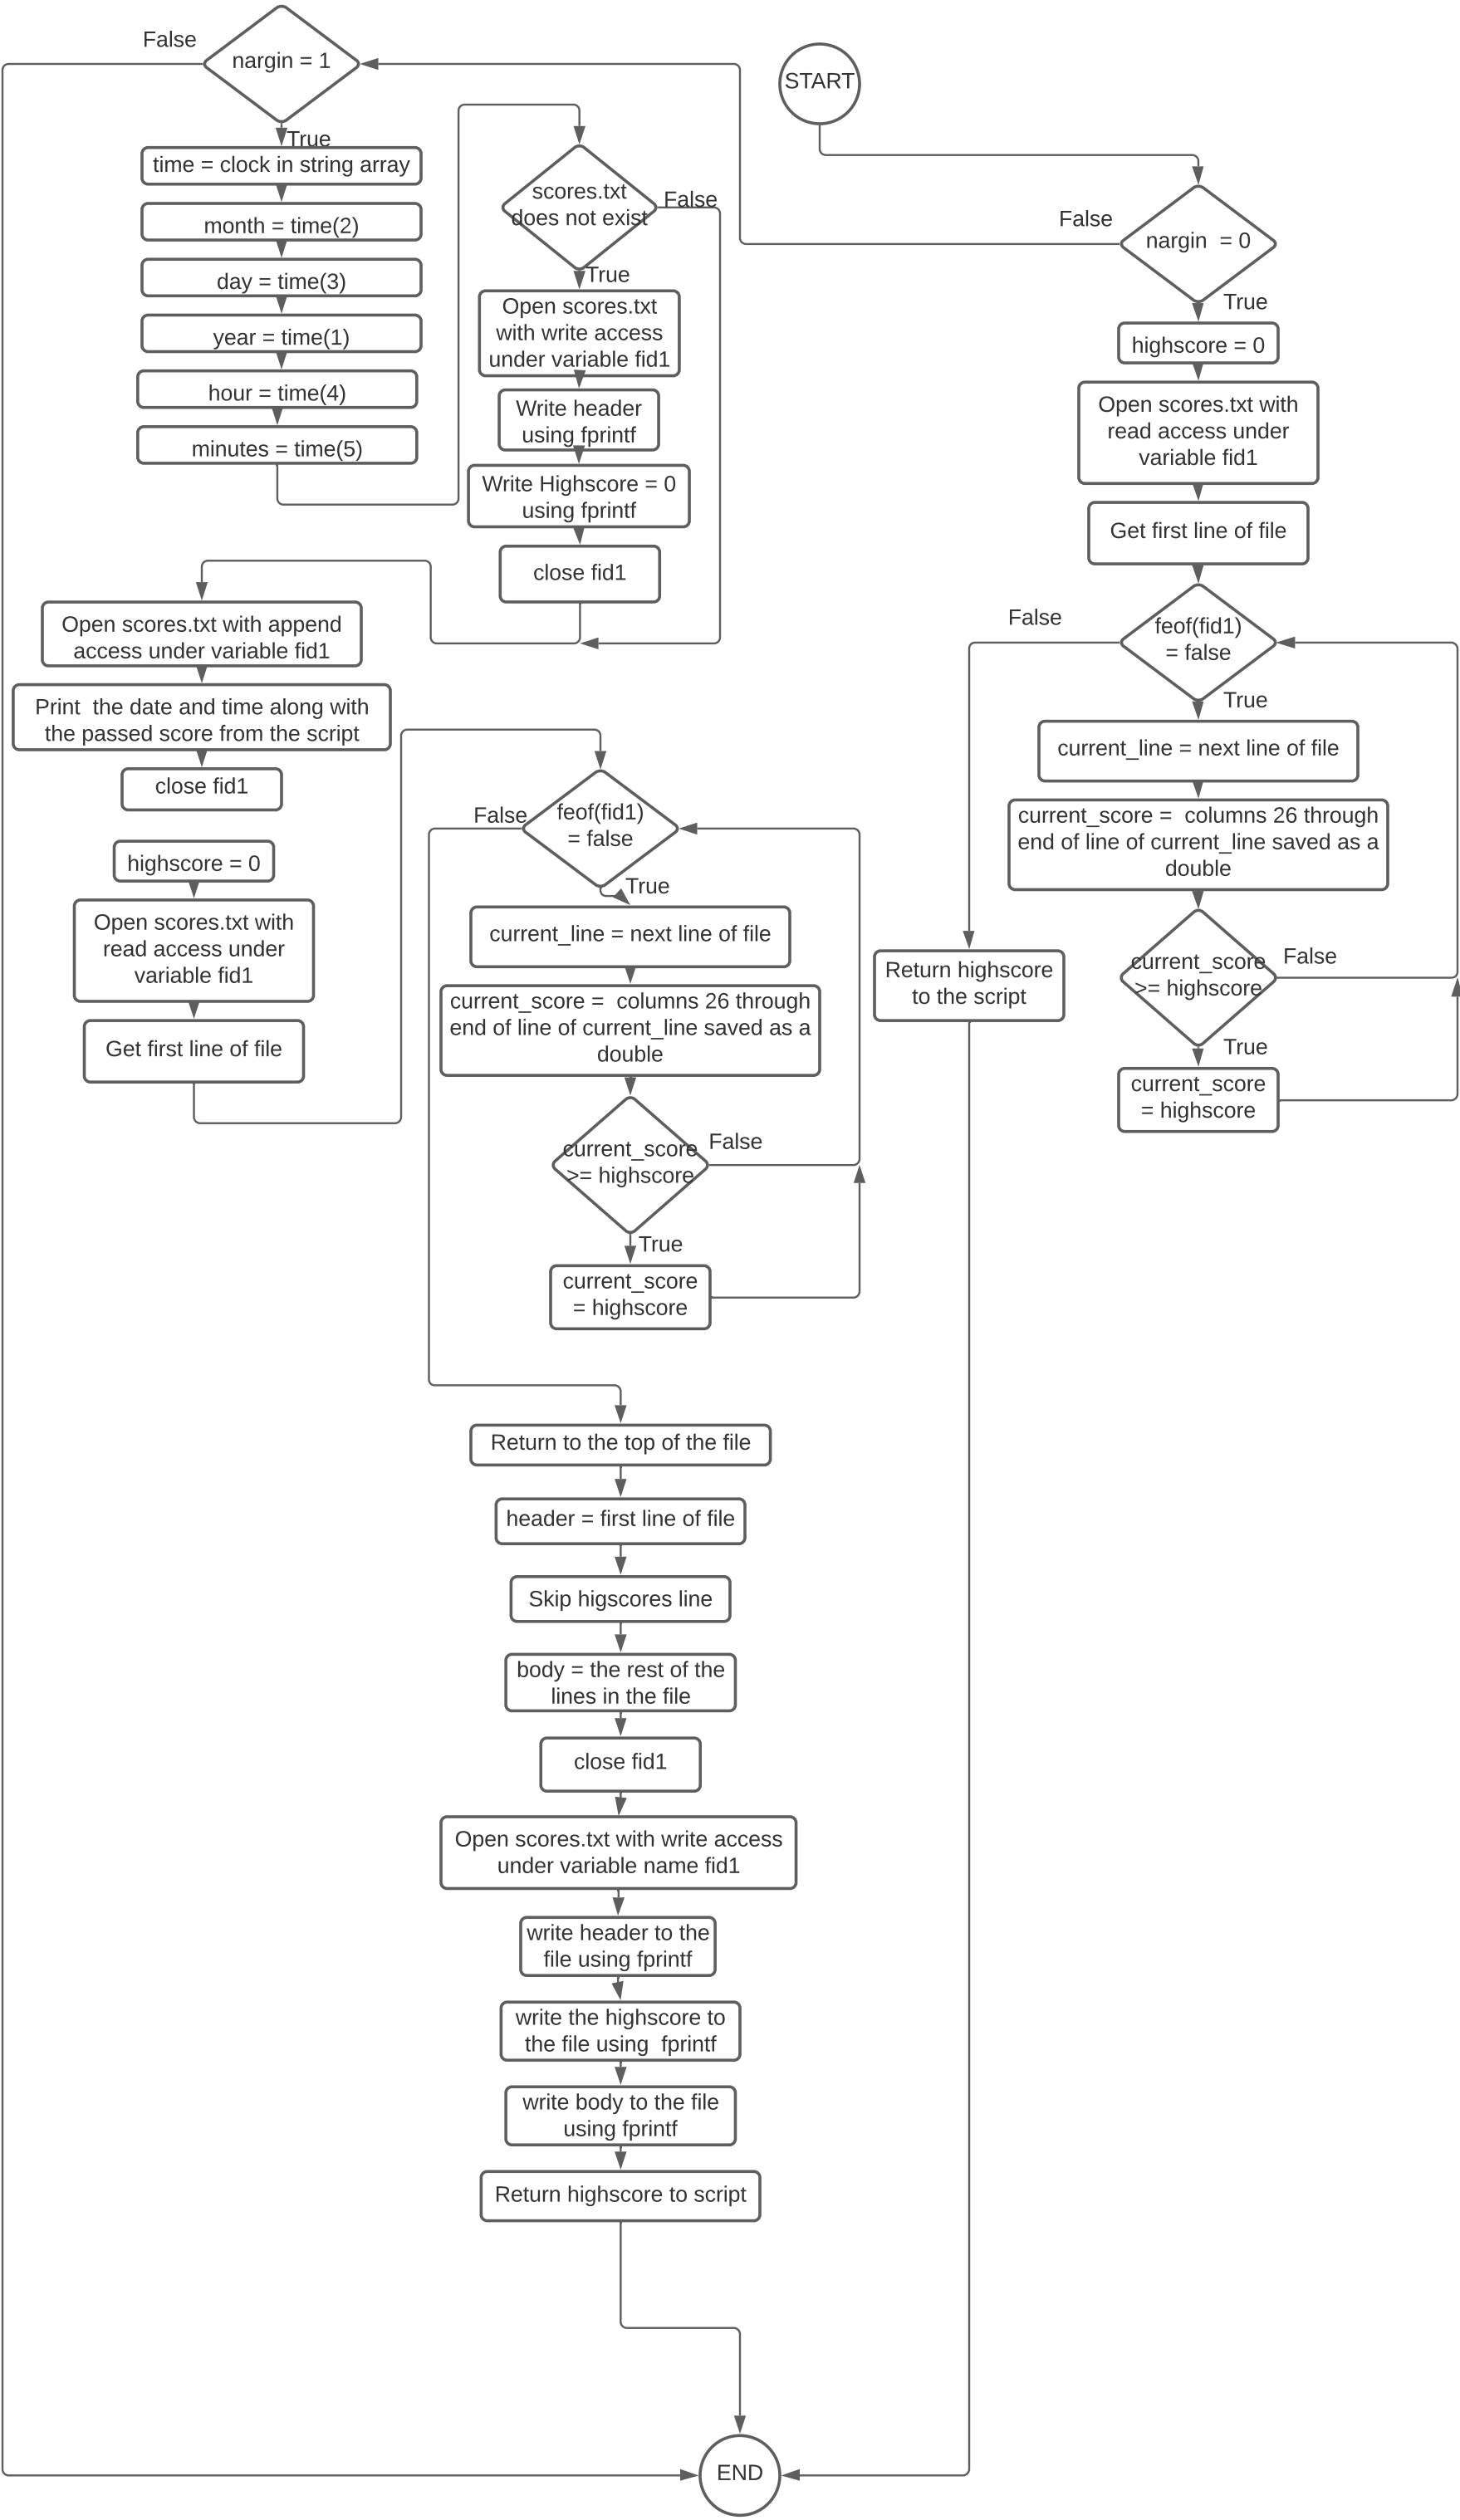 START
nargin  = 0
False
True
highscore = 0
Open scores.txt with
read access under
variable fid1
Get first line of file
feof(fid1)
= false
False
True
current_line = next line of file
current_score =  columns 26 through
end of line of current_line saved as a
double
current_score
>= highscore
False
True
current_score
= highscore
Return highscore
to the script
nargin = 1
False
True
time = clock in string array
month = time(2)
day = time(3)
year = time(1)
hour = time(4)
minutes = time(5)
scores.txt
does not exist
False
True
Open scores.txt
with write access
under variable fid1
Write header
using fprintf
Write Highscore = 0
using fprintf
close fid1
Open scores.txt with append
access under variable fid1
Print  the date and time along with
the passed score from the script
close fid1
highscore = 0
Open scores.txt with
read access under
variable fid1
Get first line of file
feof(fid1)
= false
False
True
current_line = next line of file
current_score =  columns 26 through
end of line of current_line saved as a
double
current_score
>= highscore
False
True
current_score
= highscore
Return to the top of the file
header = first line of file
Skip higscores line
body = the rest of the
lines in the file
close fid1
Open scores.txt with write access
under variable name fid1
write header to the
file using fprintf
write the highscore to
the file using  fprintf
write body to the file
using fprintf
Return highscore to script
END